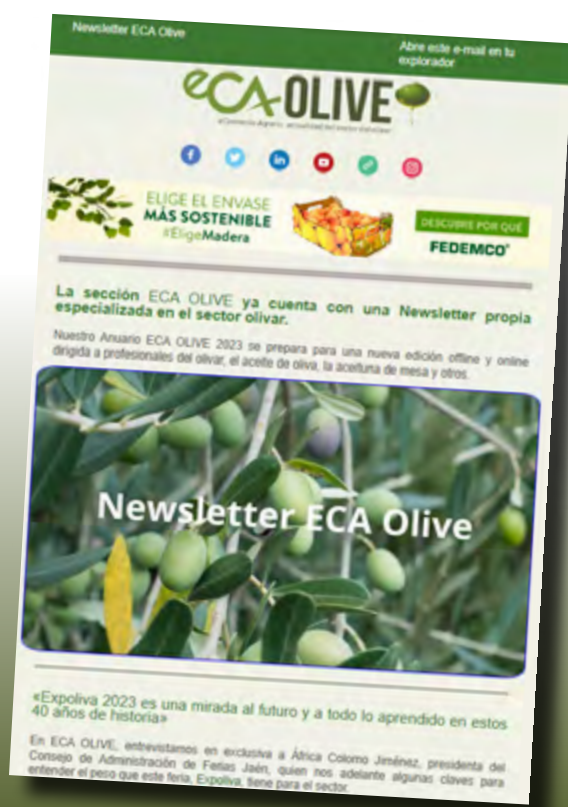 Newsletter ECA Olive
Abre este e-mail en tu
explorador
eCA OLIVE
ELIGE EL ENVASE
MÁS SOSTENIBLE
#EligeMadera
DESCUBRE POR QUÉ
FEDEMCO
La sección ECA OLIVE ya cuenta con una Newsletter propia
especializada en el sector olivar.
Nuestro Anuario ECA OLIVE 2023 se prepara para una nueva edición offline y online
dirigida a profesionales del olivar, el aceite de oliva, la aceituna de mesa y otros.
Newsletter ECA Olive
«Expoliva 2023 es una mirada al futuro y a todo lo aprendido en estos
40 años de historia»
En ECA OLIVE, entrevistamos en exclusiva a África Colomo Jiménez, presidenta del
Consejo de Administración de Ferias Jaén, quien nos adelante algunas claves para
entender el peso que este feria, Expoliva, tiene para el sector.